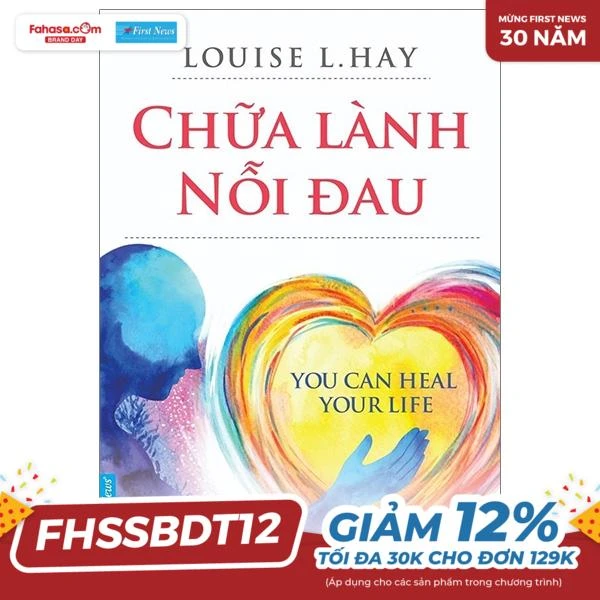 Fahasa.com
BRAND DAY
First News
MỪNG FIRST NEWS
30 NĂM
LOUISE L.HAY
CHỮA LÀNH
NỖI ĐAU
YOU CAN HEAL
YOUR LIFE
News
FHSSBDT12
GIẢM 12%
TỐI ĐA 30K CHO ĐƠN 129K
(Áp dụng cho các sản phẩm trong chương trình)